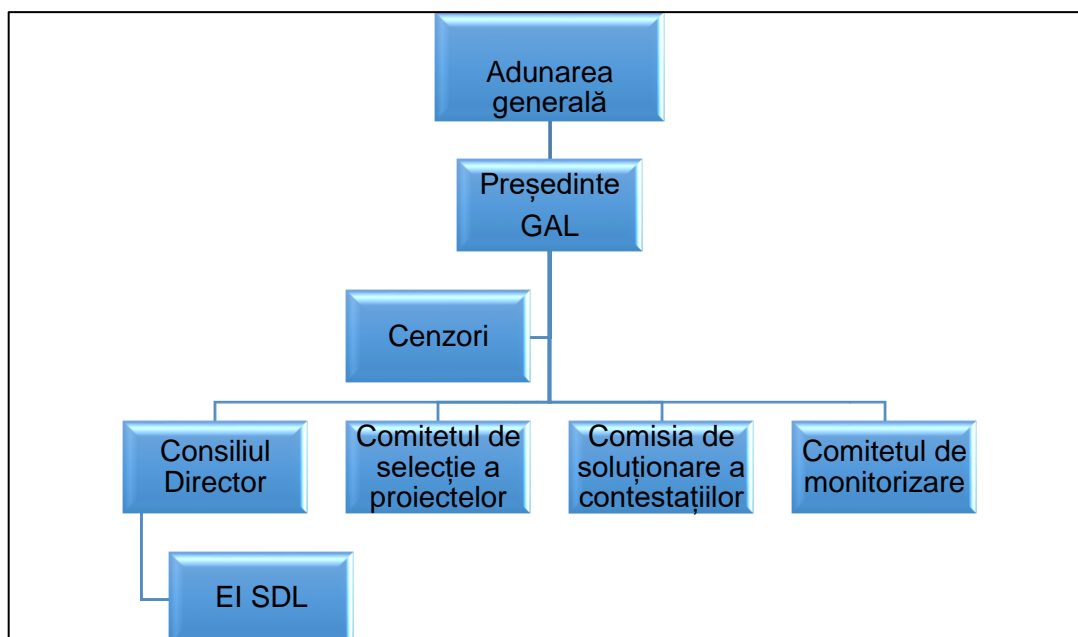 Adunarea
generală
Președinte
GAL
Cenzori
Consiliul
Director
Comitetul de
selecție a
proiectelor
Comisia de
soluționare a
contestațiilor
Comitetul de
monitorizare
EI SDL